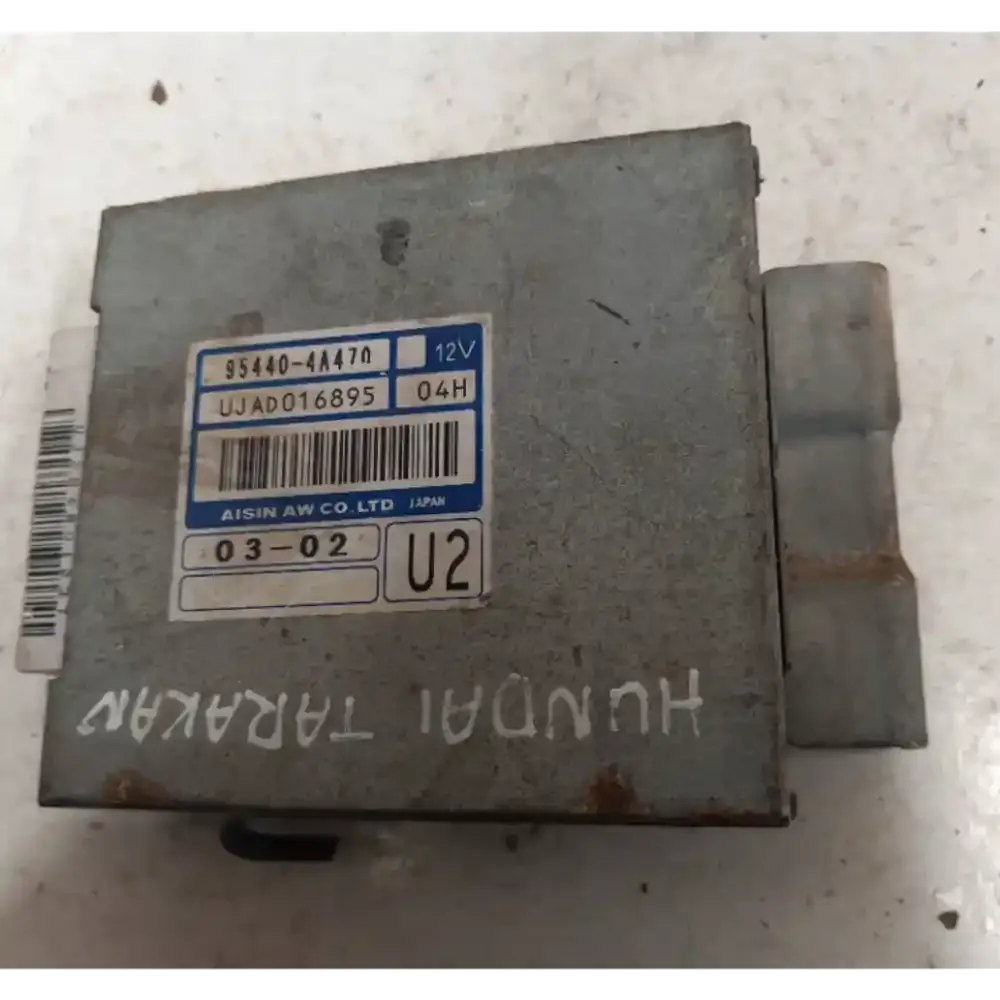 95440-4A470
12V
UJAD016895
04H
AISIN AW CO.LTD JAPAN
03-02
U2
HUNDAI TARAKAN